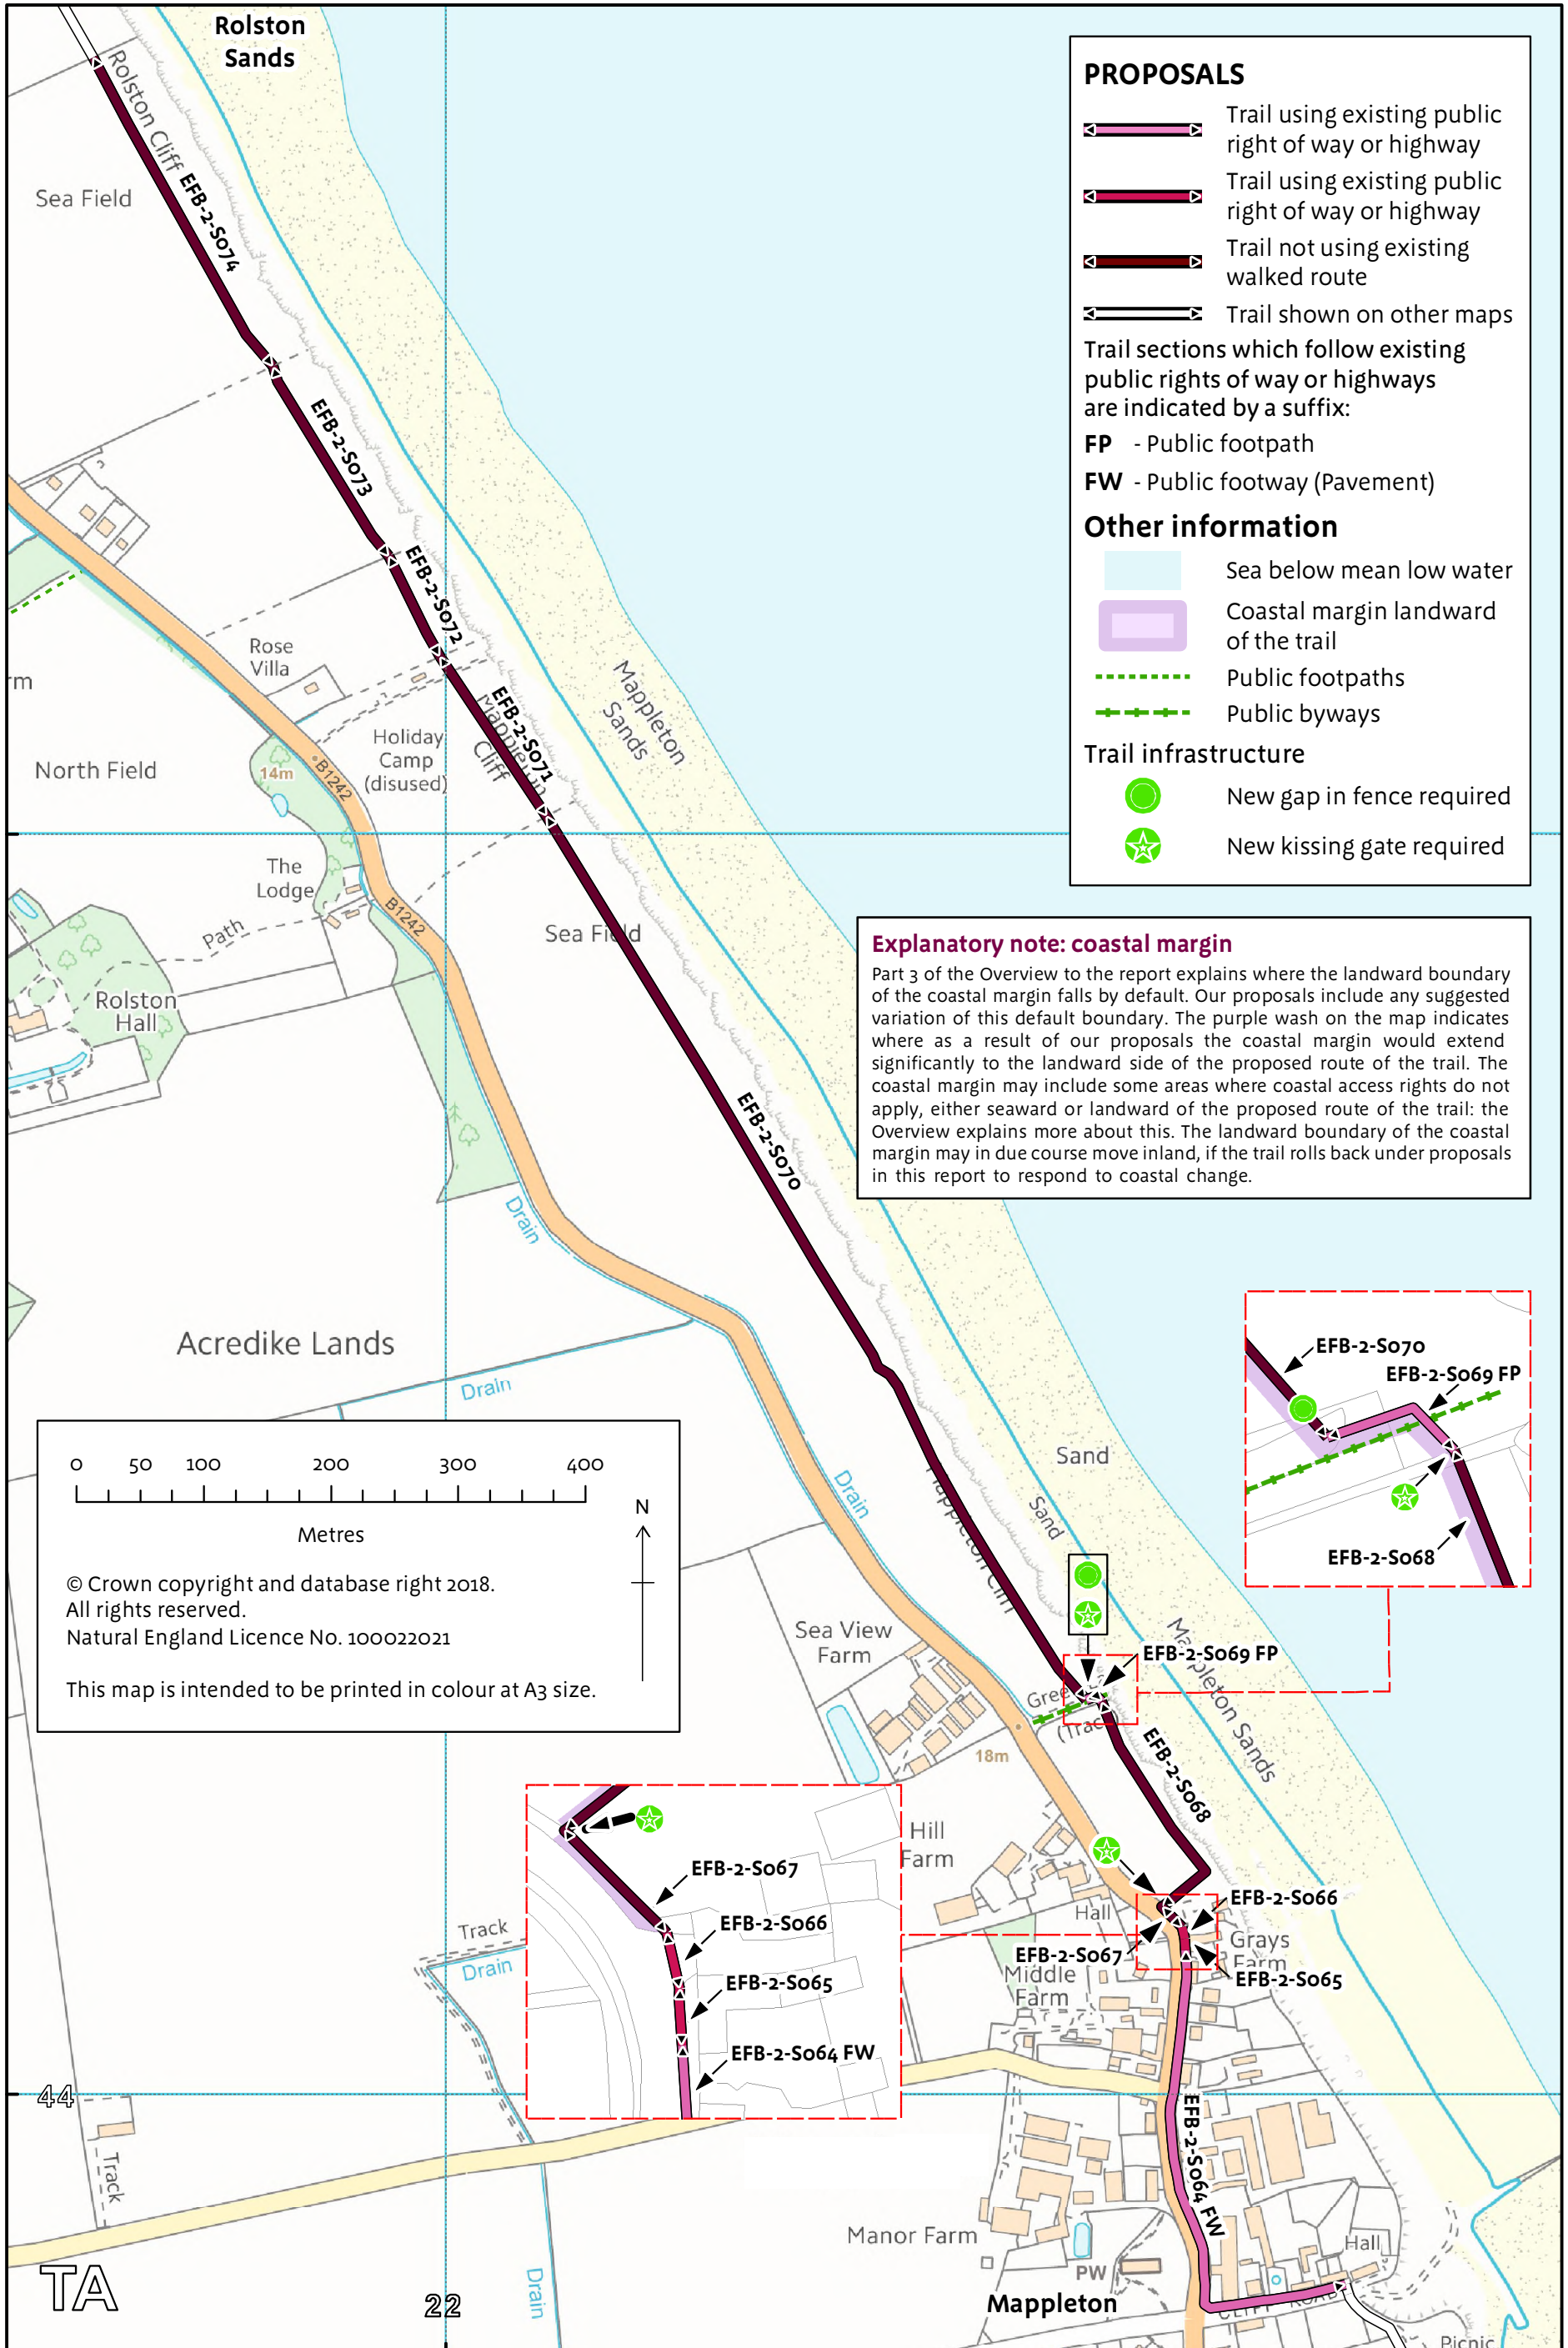 Rolston
Sands
Rolston Cliff
EFB-2-S074
Sea Field
EFB-2-S073
EFB-2-S072
EFB-2-S071
Mappleton
Cliff
Mappleton
Sands
Rose
Villa
rm
North Field
14m
B1242
Holiday
Camp
(disused)
The
Lodge
B1242
Path
Rolston
Hall
Sea Field
EFB-2-S070
Drain
Acredike Lands
Drain
PROPOSALS
Trail using existing public
right of way or highway
Trail using existing public
right of way or highway
Trail not using existing
walked route
Trail shown on other maps
Trail sections which follow existing
public rights of way or highways
are indicated by a suffix:
FP - Public footpath
FW - Public footway (Pavement)
Other information
Sea below mean low water
Coastal margin landward
of the trail
Public footpaths
Public byways
Trail infrastructure
New gap in fence required
New kissing gate required
Explanatory note: coastal margin
Part 3 of the Overview to the report explains where the landward boundary
of the coastal margin falls by default. Our proposals include any suggested
variation of this default boundary. The purple wash on the map indicates
where as a result of our proposals the coastal margin would extend
significantly to the landward side of the proposed route of the trail. The
coastal margin may include some areas where coastal access rights do not
apply, either seaward or landward of the proposed route of the trail: the
Overview explains more about this. The landward boundary of the coastal
margin may in due course move inland, if the trail rolls back under proposals
in this report to respond to coastal change.
EFB-2-S070
EFB-2-S069 FP
EFB-2-S068
0 50 100 200 300 400
Metres
N
© Crown copyright and database right 2018.
All rights reserved.
Natural England Licence No. 100022021
This map is intended to be printed in colour at A3 size.
Drain
Mappleton Cliff
Sand
Sand
Sea View
Farm
EFB-2-S069 FP
Mappleton Sands
(Track)
18m
EFB-2-S068
Hill
Farm
Hall
EFB-2-S066
EFB-2-S067
Grays
Farm
EFB-2-S065
Middle
Farm
EFB-2-S067
EFB-2-S066
EFB-2-S065
EFB-2-S064 FW
Track
Drain
44
Track
EFB-2-S064 FW
Manor Farm
Hall
PW
Mappleton
CLIFF ROAD
Picnic
TA
22
Drain